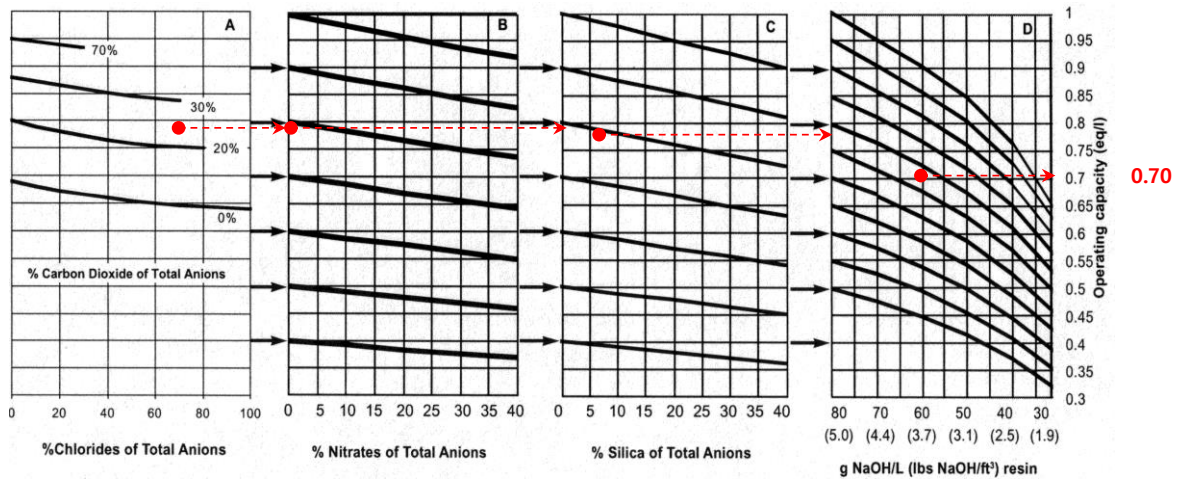 A
70%
30%
20%
0%
% Carbon Dioxide of Total Anions
0 20 40 60 80 100
%Chlorides of Total Anions
B
0 5 10 15 20 25 30 35 40
% Nitrates of Total Anions
C
0 5 10 15 20 25 30 35 40
% Silica of Total Anions
D
80 70 60 50 40 30
(5.0) (4.4) (3.7) (3.1) (2.5) (1.9)
g NaOH/L (lbs NaOH/ft³) resin
1
0.95
0.9
0.85
0.8
0.75
0.7
0.65
0.6
0.55
0.5
0.45
0.4
0.35
0.3
Operating capacity (eq/l)
0.70